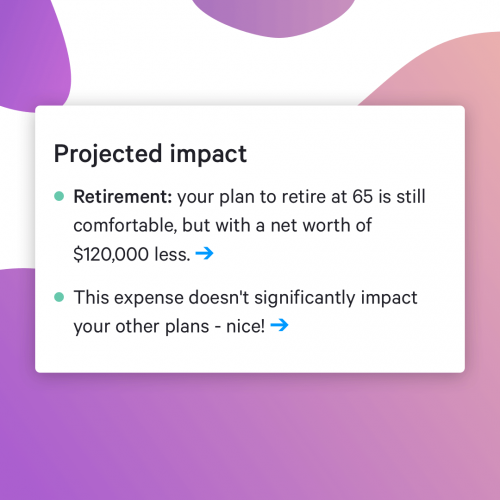 Projected impact
Retirement: your plan to retire at 65 is still
comfortable, but with a net worth of
$120,000 less. ➔
This expense doesn't significantly impact
your other plans - nice! ➔